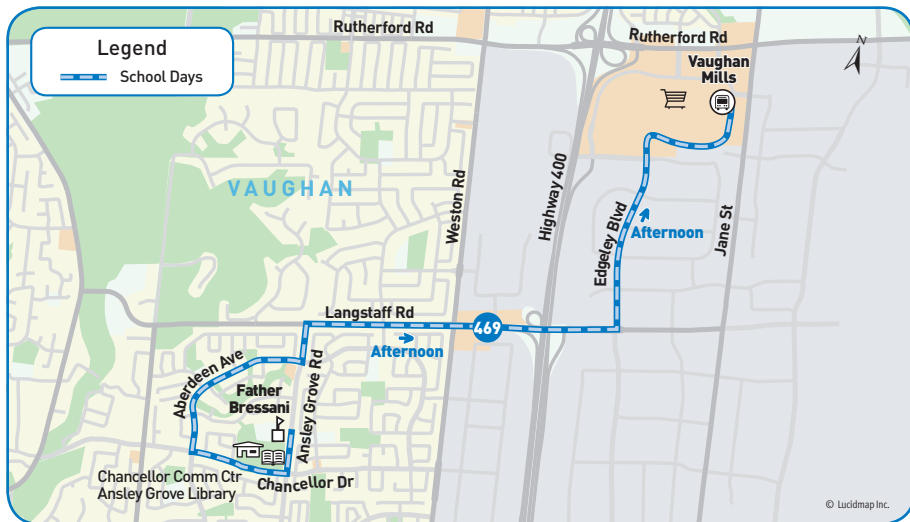 Legend
School Days
Rutherford Rd
Rutherford Rd
N
Vaughan
Mills
VAUGHAN
Weston Rd
Highway 400
Edgeley Blvd
Afternoon
Jane St
Langstaff Rd
469
Afternoon
Aberdeen Ave
Father
Bressani
Ansley Grove Rd
Chancellor Comm Ctr
Ansley Grove Library
Chancellor Dr
© Lucidmap Inc.